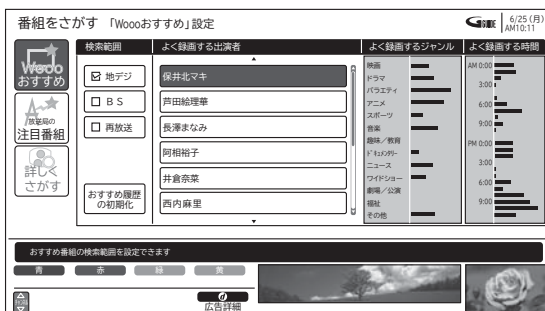 番組をさがす 「Woooおすすめ」設定
G GUIDE
6/25 (月)
AM10:11
Wooo
おすすめ
放送局の
注目番組
詳しく
さがす
検索範囲
地デジ
BS
再放送
おすすめ履歴
の初期化
よく録画する出演者
保井北マキ
芦田絵理華
長澤まなみ
阿相裕子
井倉奈菜
西内麻里
よく録画するジャンル
映画
ドラマ
バラエティ
アニメ
スポーツ
音楽
趣味／教育
ドキュメンタリー
ニュース
ワイドショー
劇場／公演
福祉
その他
よく録画する時間
AM 0:00
3:00
6:00
9:00
PM 0:00
3:00
6:00
9:00
おすすめ番組の検索範囲を設定できます
青 赤 緑 黄
d
広告詳細